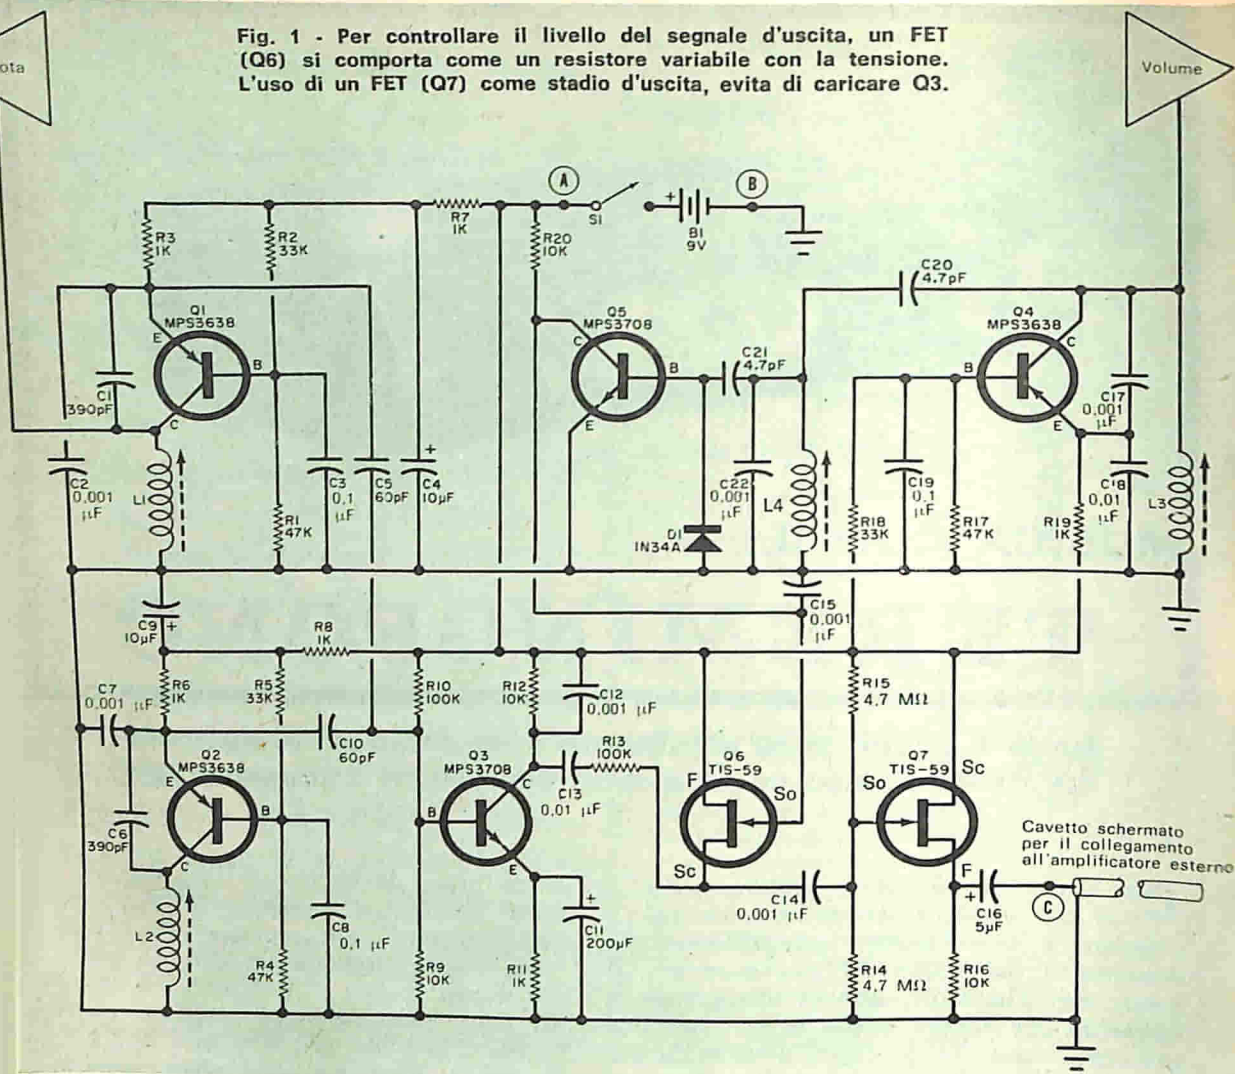 Fig. 1 - Per controllare il livello del segnale d'uscita, un FET
(Q6) si comporta come un resistore variabile con la tensione.
L'uso di un FET (Q7) come stadio d'uscita, evita di caricare Q3.
ota
Volume
A
S1
+
B1
9V
B
R3
1K
R2
33K
R7
1K
R20
10K
C20
4.7pF
Q1
MPS3638
E
B
C
Q5
MPS3708
C
B
E
C21
4.7pF
Q4
MPS3638
B
C
E
C1
390pF
C17
0,001
µF
C2
0,001
µF
L1
C3
0,1
µF
C5
60pF
+
C4
10µF
R1
47K
C22
0,001
µF
L4
D1
1N34A
R18
33K
C19
0,1
µF
R17
47K
R19
1K
C18
0,01
µF
L3
C9
10µF
+
R8
1K
C15
0,001
µF
R6
1K
R5
33K
R10
100K
R12
10K
C12
0,001 µF
R15
4.7 MΩ
C7
0,001 µF
C10
60pF
R13
100K
C13
0,01 µF
Q2
MPS3638
E
B
C
Q3
MPS3708
B
C
E
Q6
TIS-59
F
So
Sc
Q7
TIS-59
So
Sc
F
C6
390pF
Cavetto schermato
per il collegamento
all'amplificatore esterno
L2
C8
0,1 µF
R4
47K
R9
10K
R11
1K
+
C11
200µF
C14
0,001 µF
+
C16
5µF
C
R14
4,7 MΩ
R16
10K